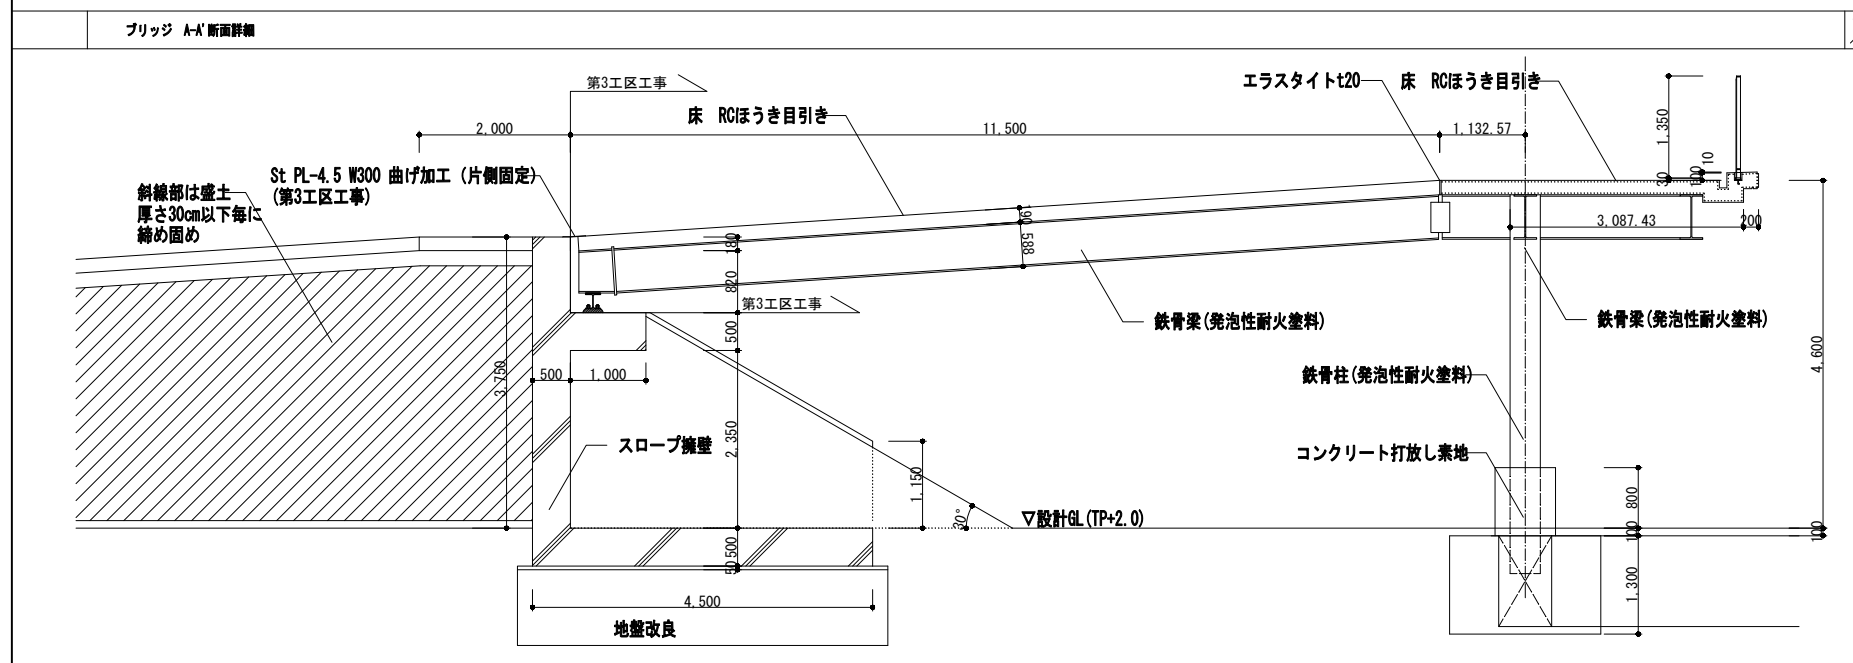 ブリッジ A-A' 断面詳細
第3工区工事
エラスタイトt20
床 RCほうき目引き
床 RCほうき目引き
2,000
11,500
1,132.57
1,350
10
100
30
St PL-4.5 W300 曲げ加工 (片側固定)
(第3工区工事)
斜線部は盛土
厚さ30cm以下毎に
締め固め
190
588
3,087.43
200
180
820
第3工区工事
鉄骨梁(発泡性耐火塗料)
鉄骨梁(発泡性耐火塗料)
500
4,600
3,750
500
1,000
鉄骨柱(発泡性耐火塗料)
2,350
スロープ擁壁
コンクリート打放し素地
1,150
30°
▽設計GL(TP+2.0)
800
100
100
500
50
1,300
4,500
地盤改良